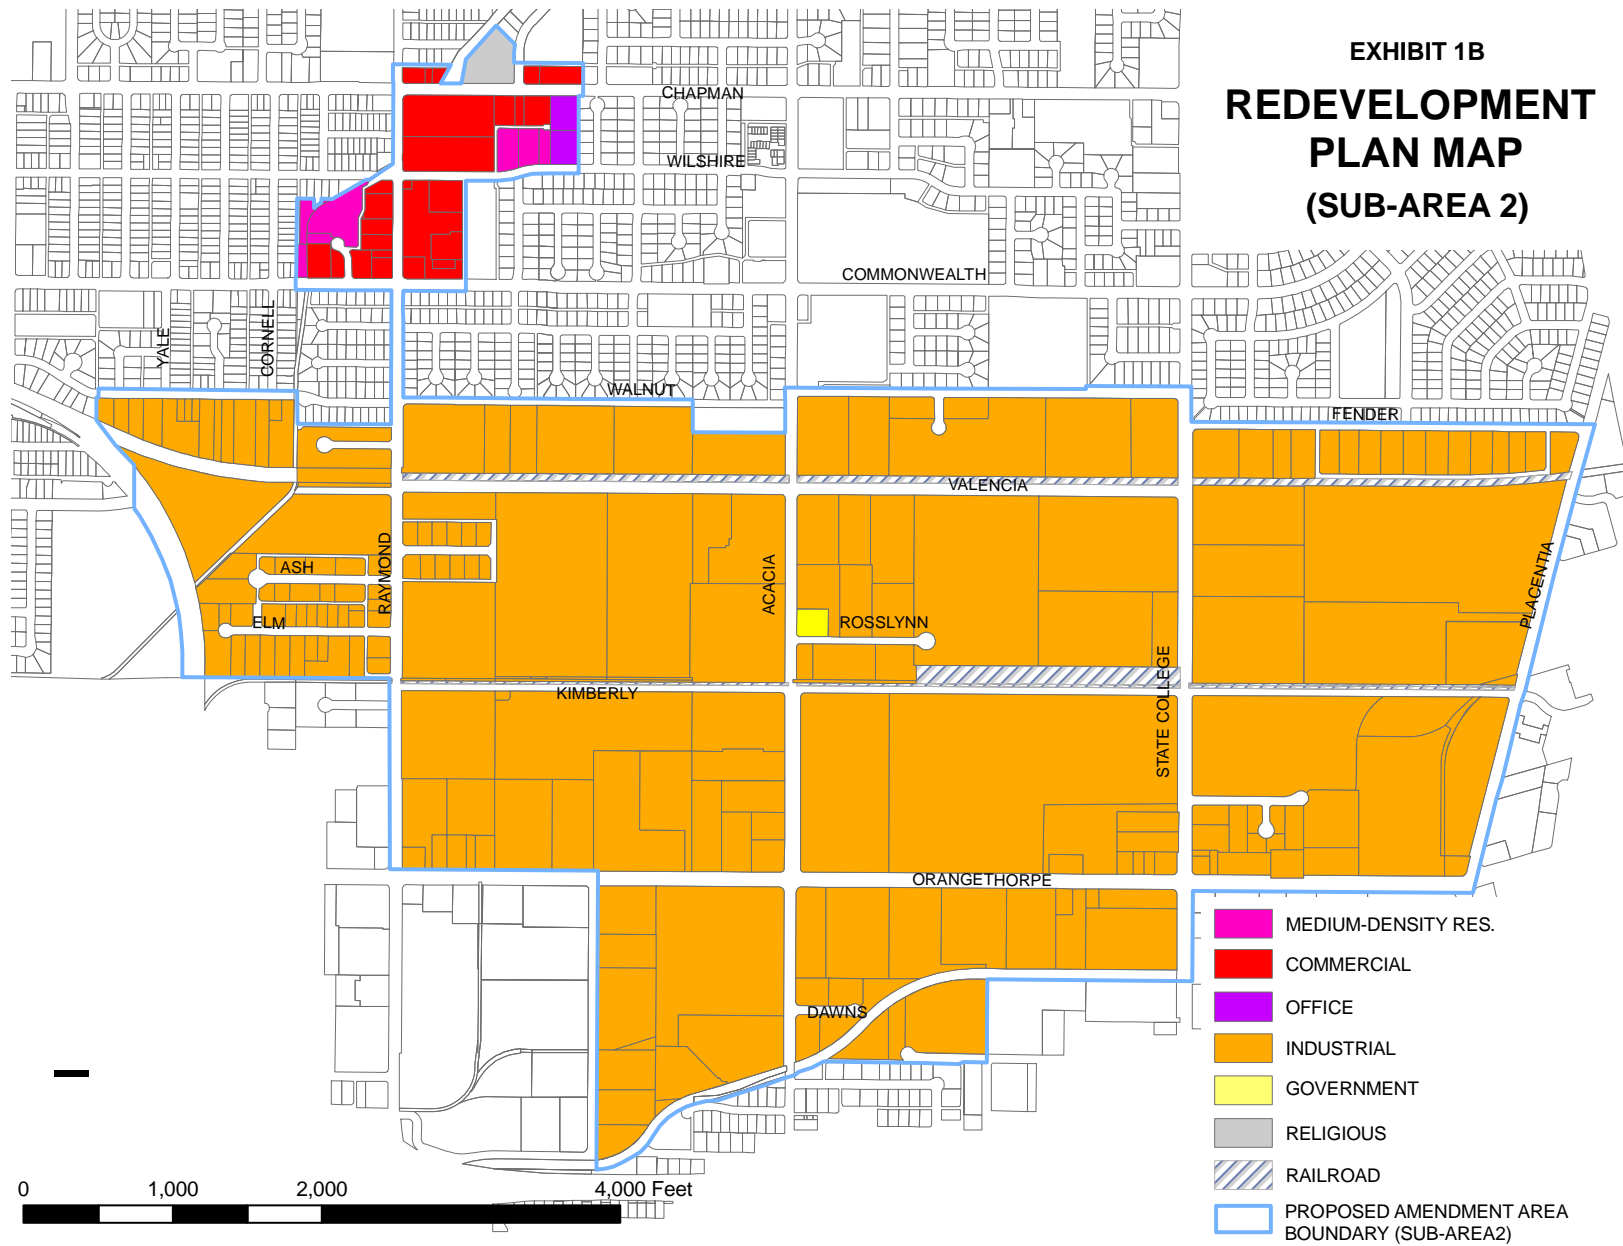 EXHIBIT 1B
REDEVELOPMENT
PLAN MAP
(SUB-AREA 2)
CHAPMAN
WILSHIRE
COMMONWEALTH
YALE
CORNELL
WALNUT
FENDER
VALENCIA
RAYMOND
ASH
ELM
ACACIA
ROSSLYNN
PLACENTIA
KIMBERLY
STATE COLLEGE
ORANGETHORPE
DAWNS
MEDIUM-DENSITY RES.
COMMERCIAL
OFFICE
INDUSTRIAL
GOVERNMENT
RELIGIOUS
RAILROAD
PROPOSED AMENDMENT AREA
BOUNDARY (SUB-AREA2)
0 1,000 2,000 4,000 Feet